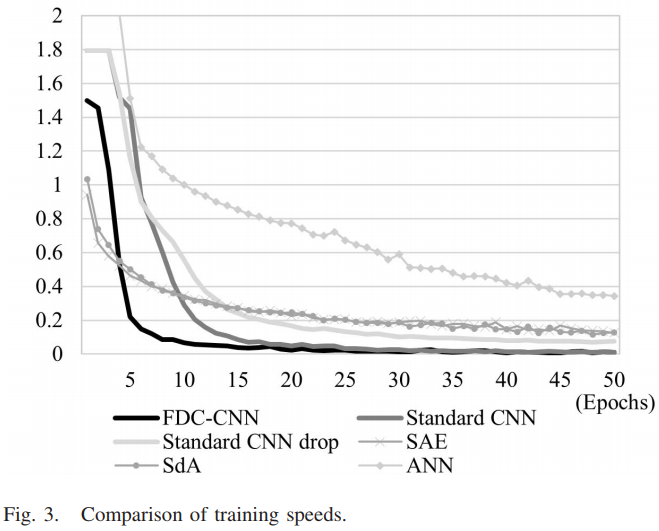 2
1.8
1.6
1.4
1.2
1
0.8
0.6
0.4
0.2
0
5 10 15 20 25 30 35 40 45 50
(Epochs)
FDC-CNN Standard CNN
Standard CNN drop SAE
SdA ANN
Fig. 3. Comparison of training speeds.